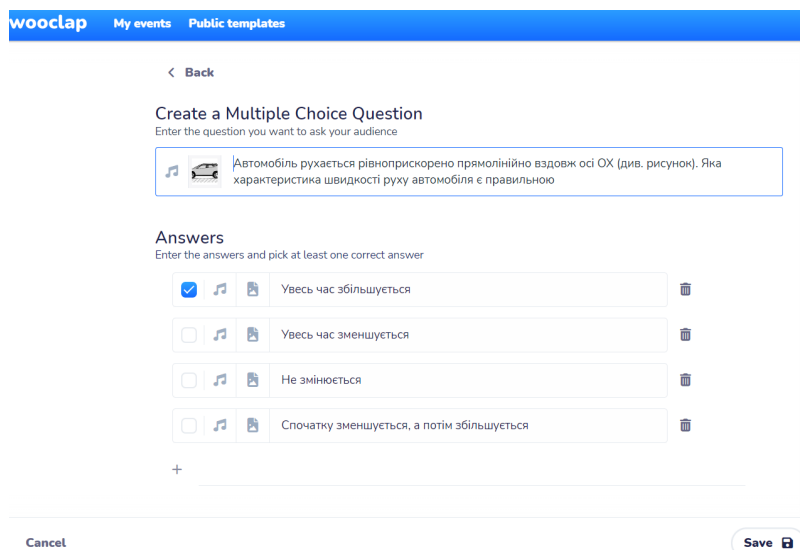 wooclap My events Public templates
Back
Create a Multiple Choice Question
Enter the question you want to ask your audience
Автомобіль рухається рівноприскорено прямолінійно вздовж осі ОХ (див. рисунок). Яка
характеристика швидкості руху автомобіля є правильною
Answers
Enter the answers and pick at least one correct answer
Увесь час збільшується
Увесь час зменшується
Не змінюється
Спочатку зменшується, а потім збільшується
Cancel Save